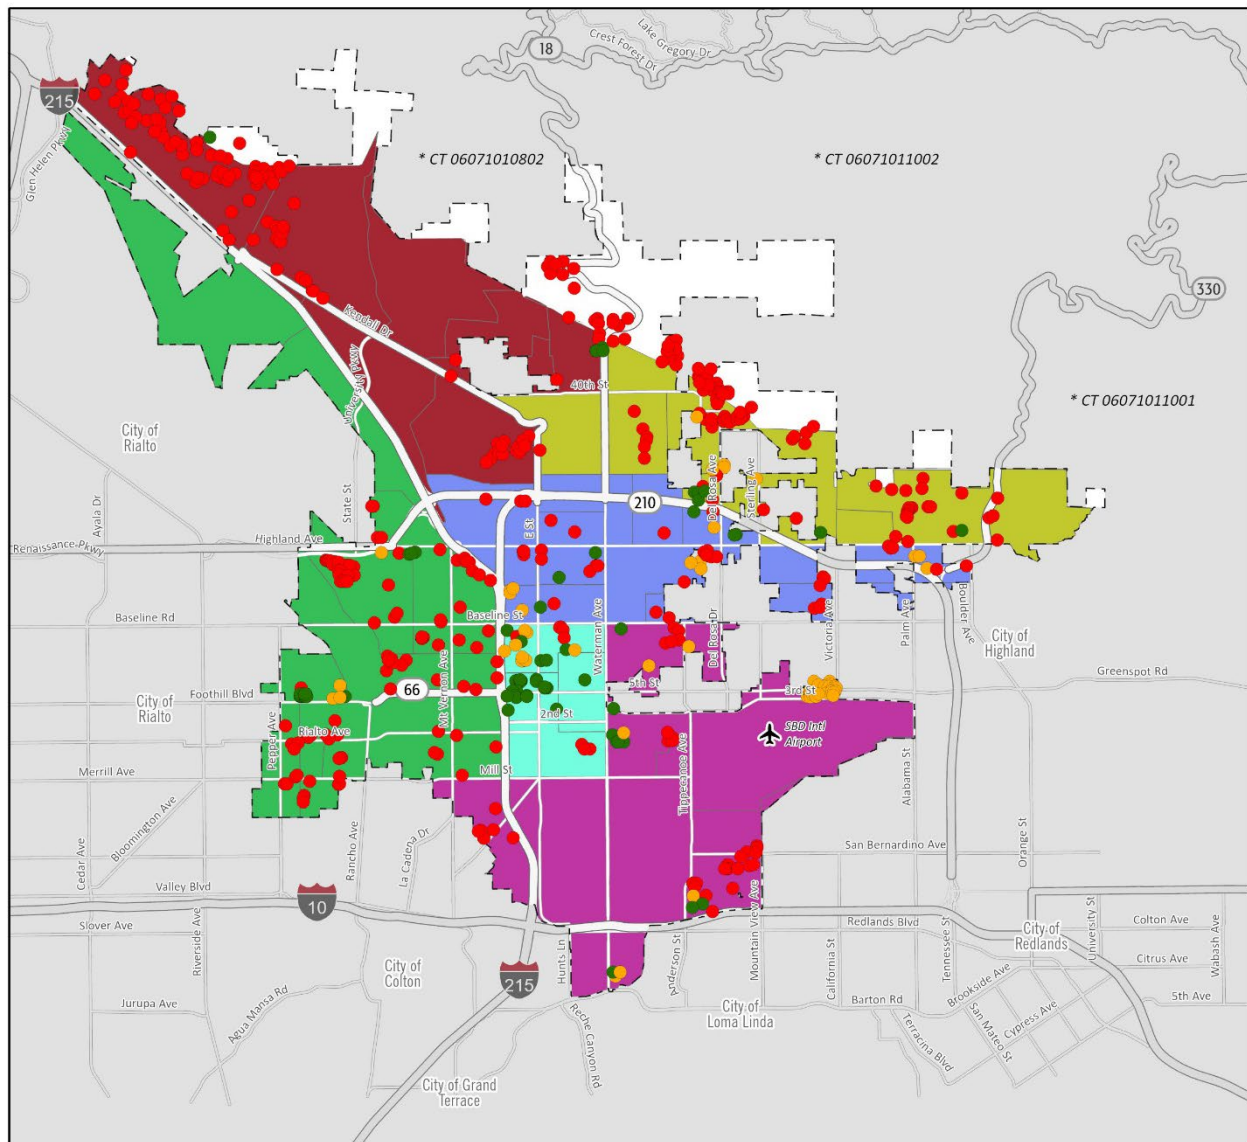 18
Lake Gregory Dr
Crest Forest Dr
215
Glen Helen Pkwy
* CT 06071010802
* CT 06071011002
330
Kendall Dr
University Pkwy
40th St
* CT 06071011001
City of
Rialto
Ayala Dr
State St
Del Rosa Ave
Sterling Ave
210
E St
Renaissance Pkwy
Highland Ave
Baseline Rd
Baseline St
Waterman Ave
Del Rosa Dr
Victoria Ave
Palm Ave
Boulder Ave
City of
Highland
Greenspot Rd
City of
Rialto
Foothill Blvd
66
Mt Vernon Ave
5th St
3rd St
2nd St
Pepper Ave
Rialto Ave
SBD Intl
Airport
Merrill Ave
Mill St
Tippecanoe Ave
Alabama St
Bloomington Ave
Cedar Ave
Rancho Ave
La Cadena Dr
San Bernardino Ave
Orange St
Valley Blvd
10
Mountain View Ave
Slover Ave
Riverside Ave
Redlands Blvd
Tennessee St
City of
Redlands
University St
Colton Ave
Wabash Ave
Citrus Ave
City of
Colton
215
Hunts Ln
Anderson St
California St
Brookside Ave
5th Ave
Jurupa Ave
Agua Mansa Rd
Reche Canyon Rd
City of
Loma Linda
Barton Rd
Terracina Blvd
San Mateo St
Cypress Ave
City of Grand
Terrace